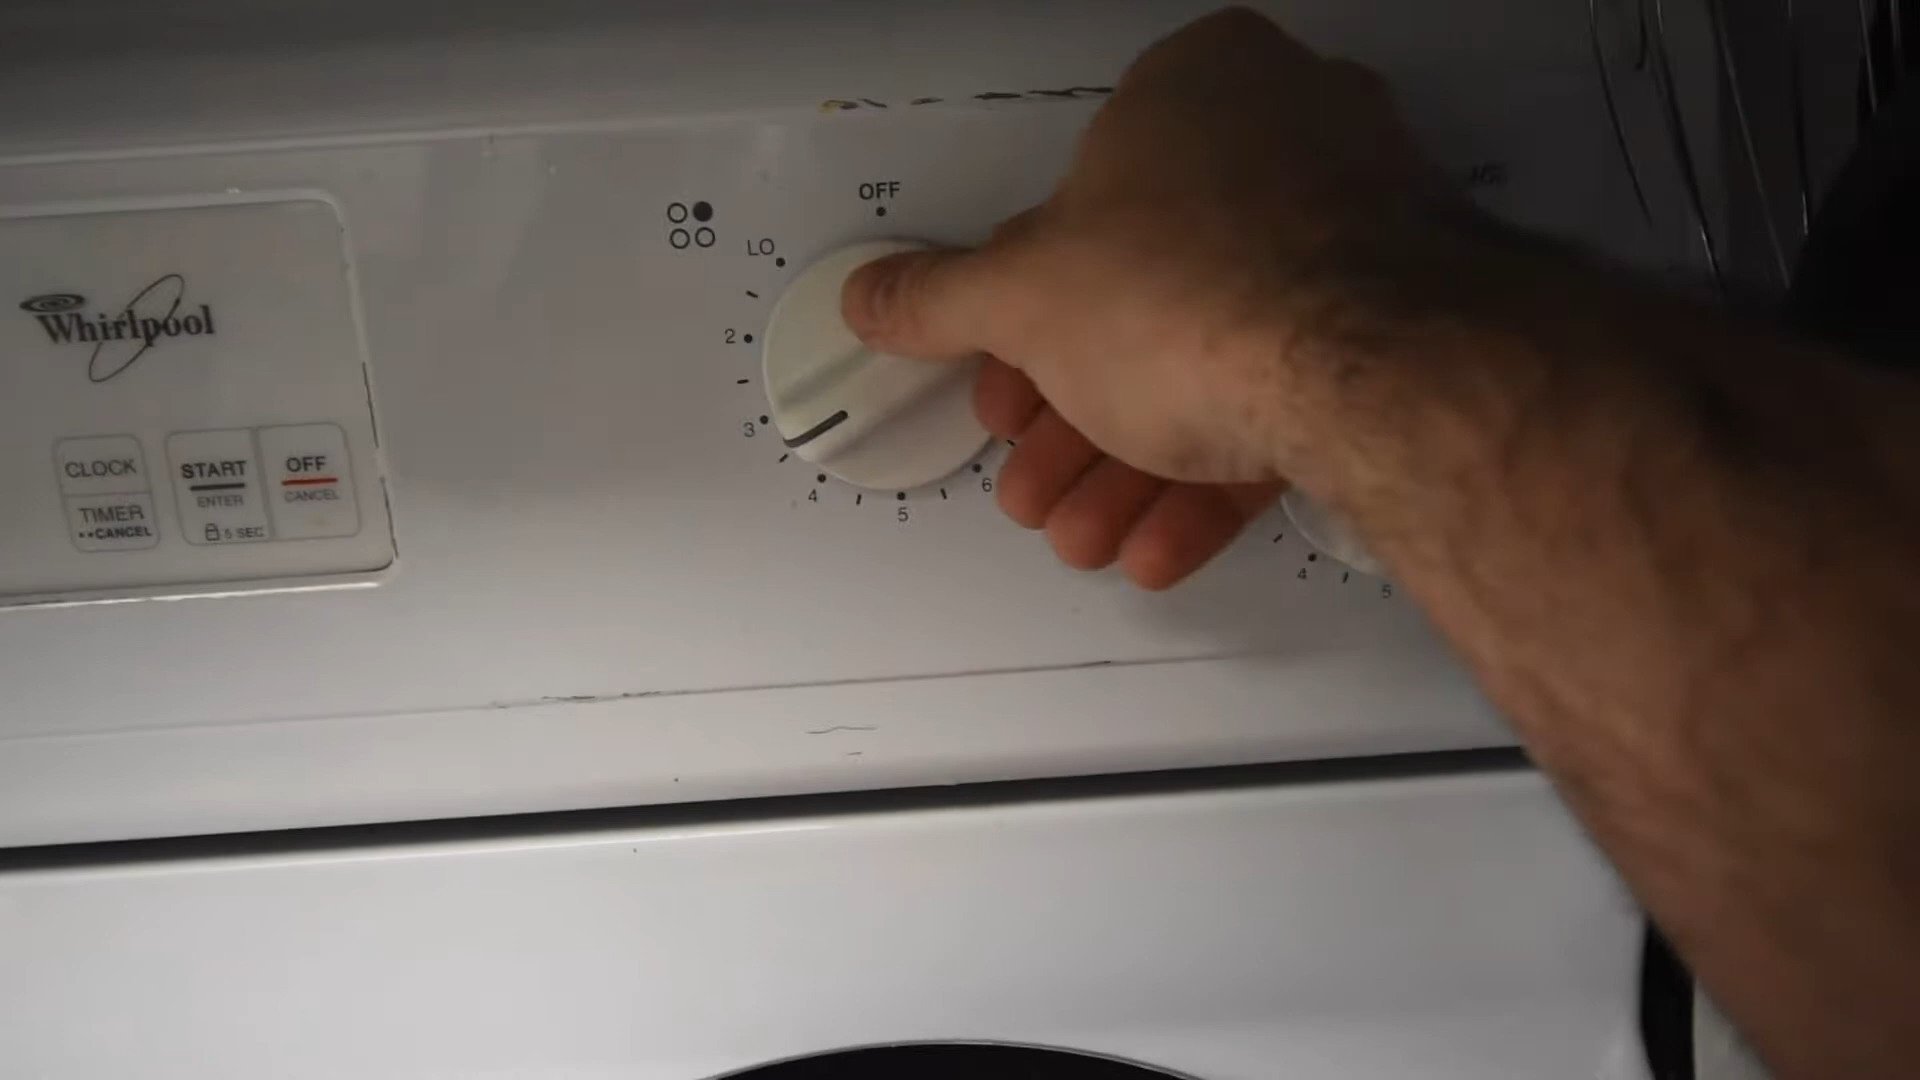 OFF
LO
2
3
4
5
6
4
5
Whirlpool
CLOCK
TIMER
••CANCEL
START
ENTER
5 SEC
OFF
CANCEL